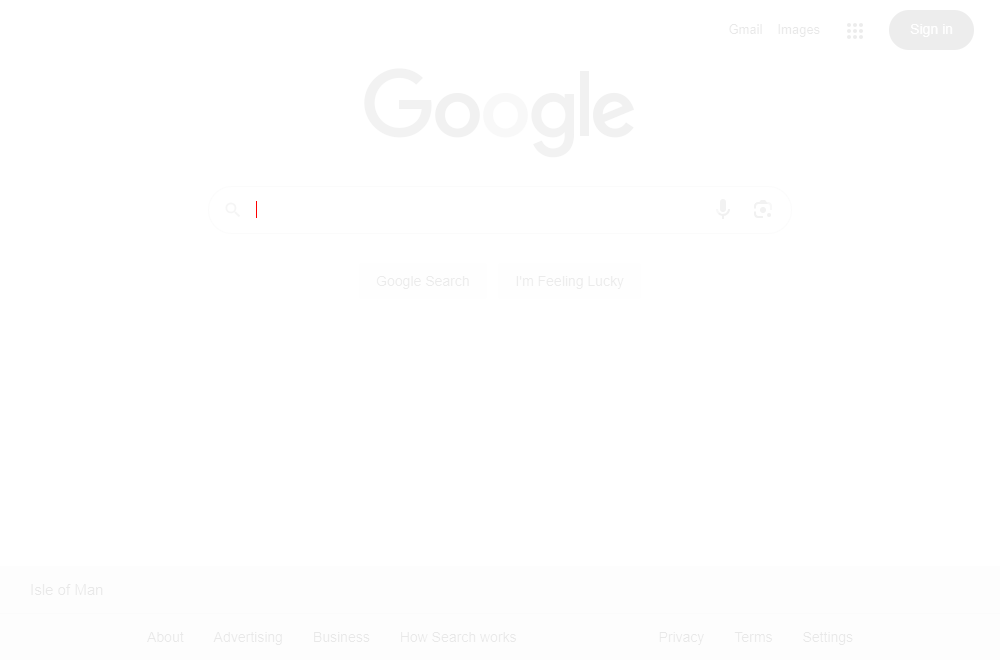 Gmail Images Sign in
Google
Google Search I'm Feeling Lucky
Isle of Man
About Advertising Business How Search works Privacy Terms Settings